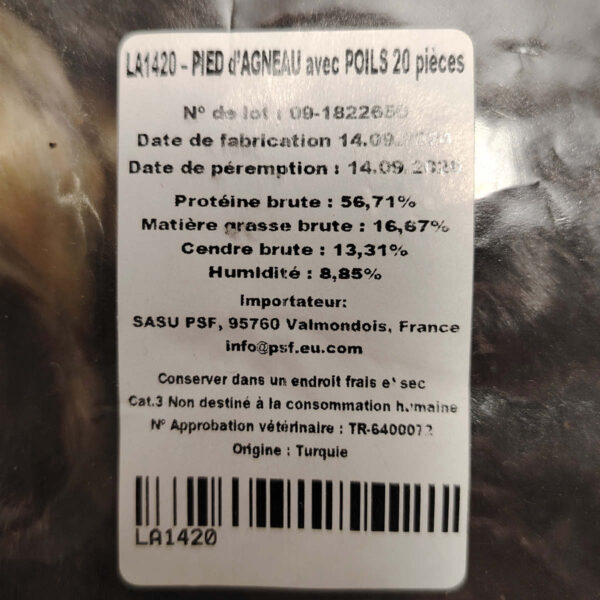 LA1420 - PIED d'AGNEAU avec POILS 20 pièces
N° de lot : 09-1822655
Date de fabrication 14.09.
Date de péremption : 14.09.
Protéine brute : 56,71%
Matière grasse brute : 16,67%
Cendre brute : 13,31%
Humidité : 8,85%
Importateur:
SASU PSF, 95760 Valmondois, France
info@psf.eu.com
Conserver dans un endroit frais et sec
Cat.3 Non destiné à la consommation humaine
N° Approbation vétérinaire : TR-6400072
Origine : Turquie
LA1420